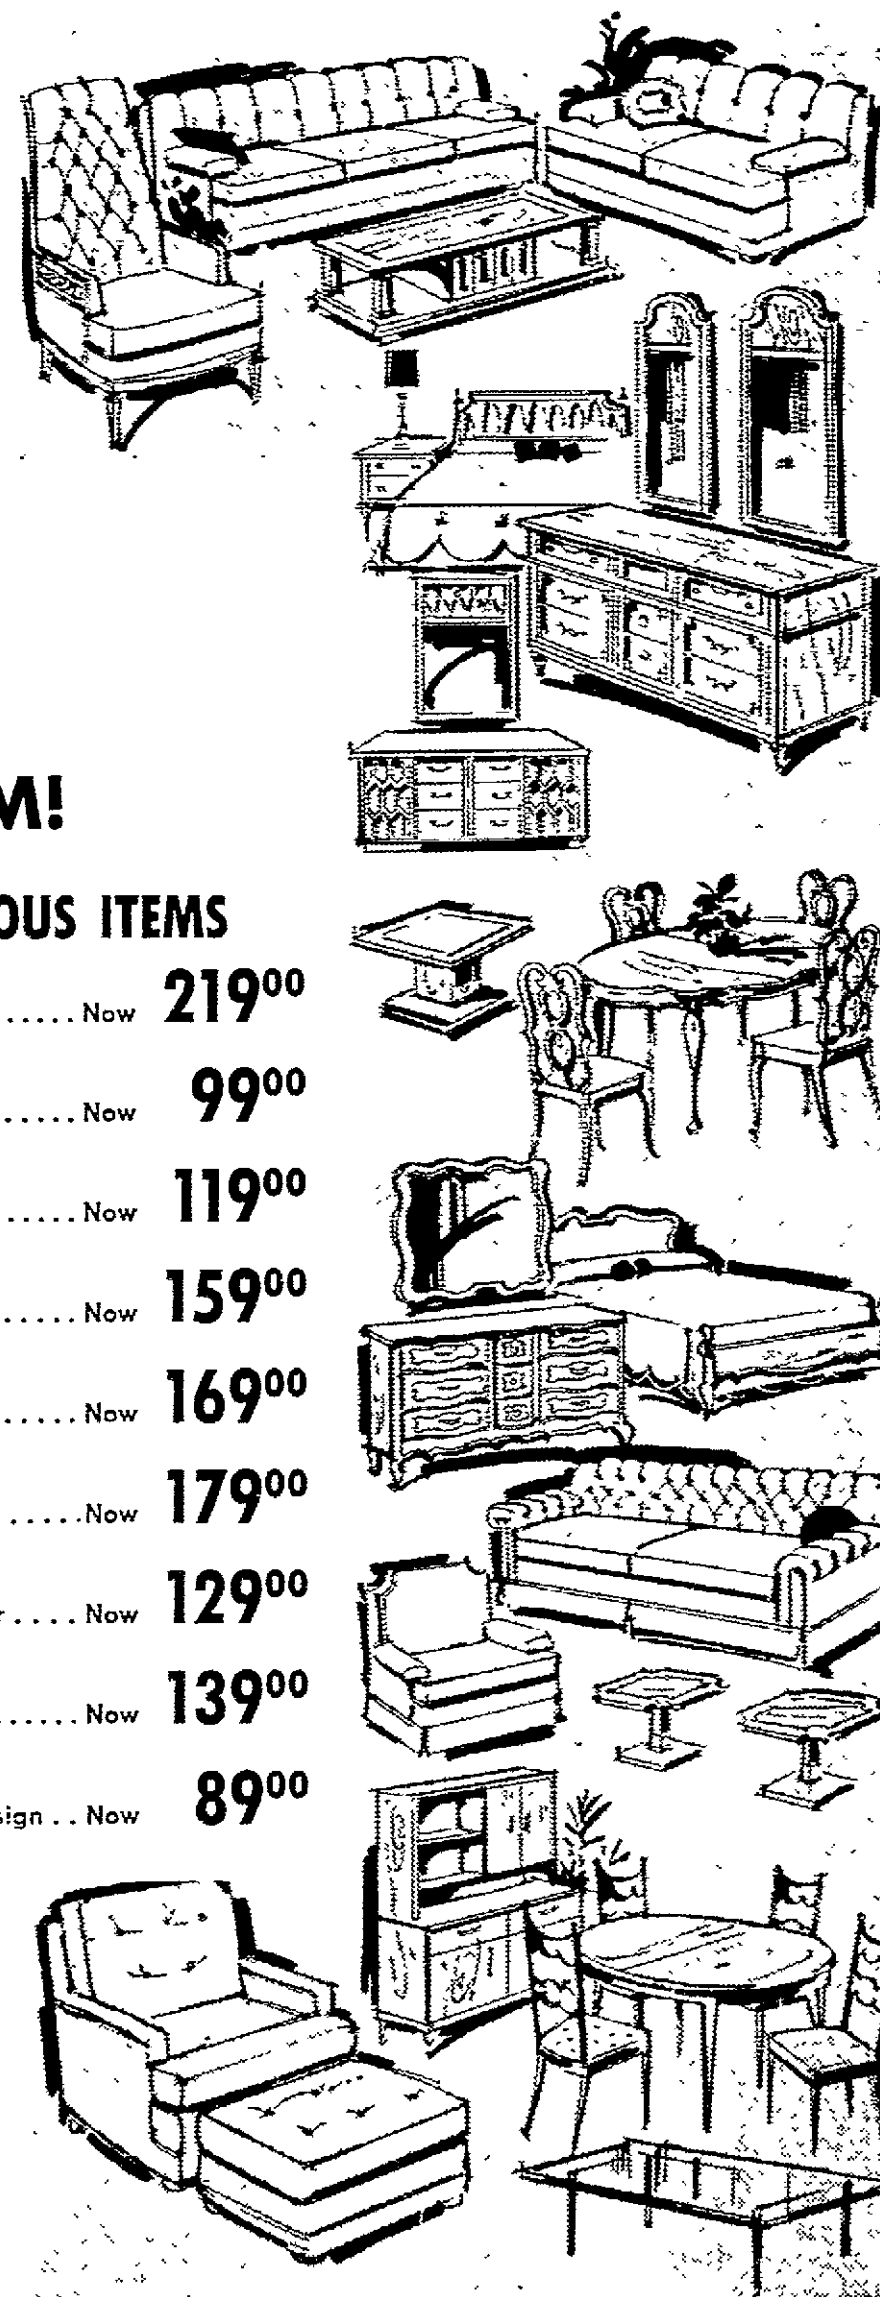 M!
OUS ITEMS
..... Now 219⁰⁰
..... Now 99⁰⁰
..... Now 119⁰⁰
..... Now 159⁰⁰
..... Now 169⁰⁰
..... Now 179⁰⁰
r .... Now 129⁰⁰
...... Now 139⁰⁰
sign .. Now 89⁰⁰